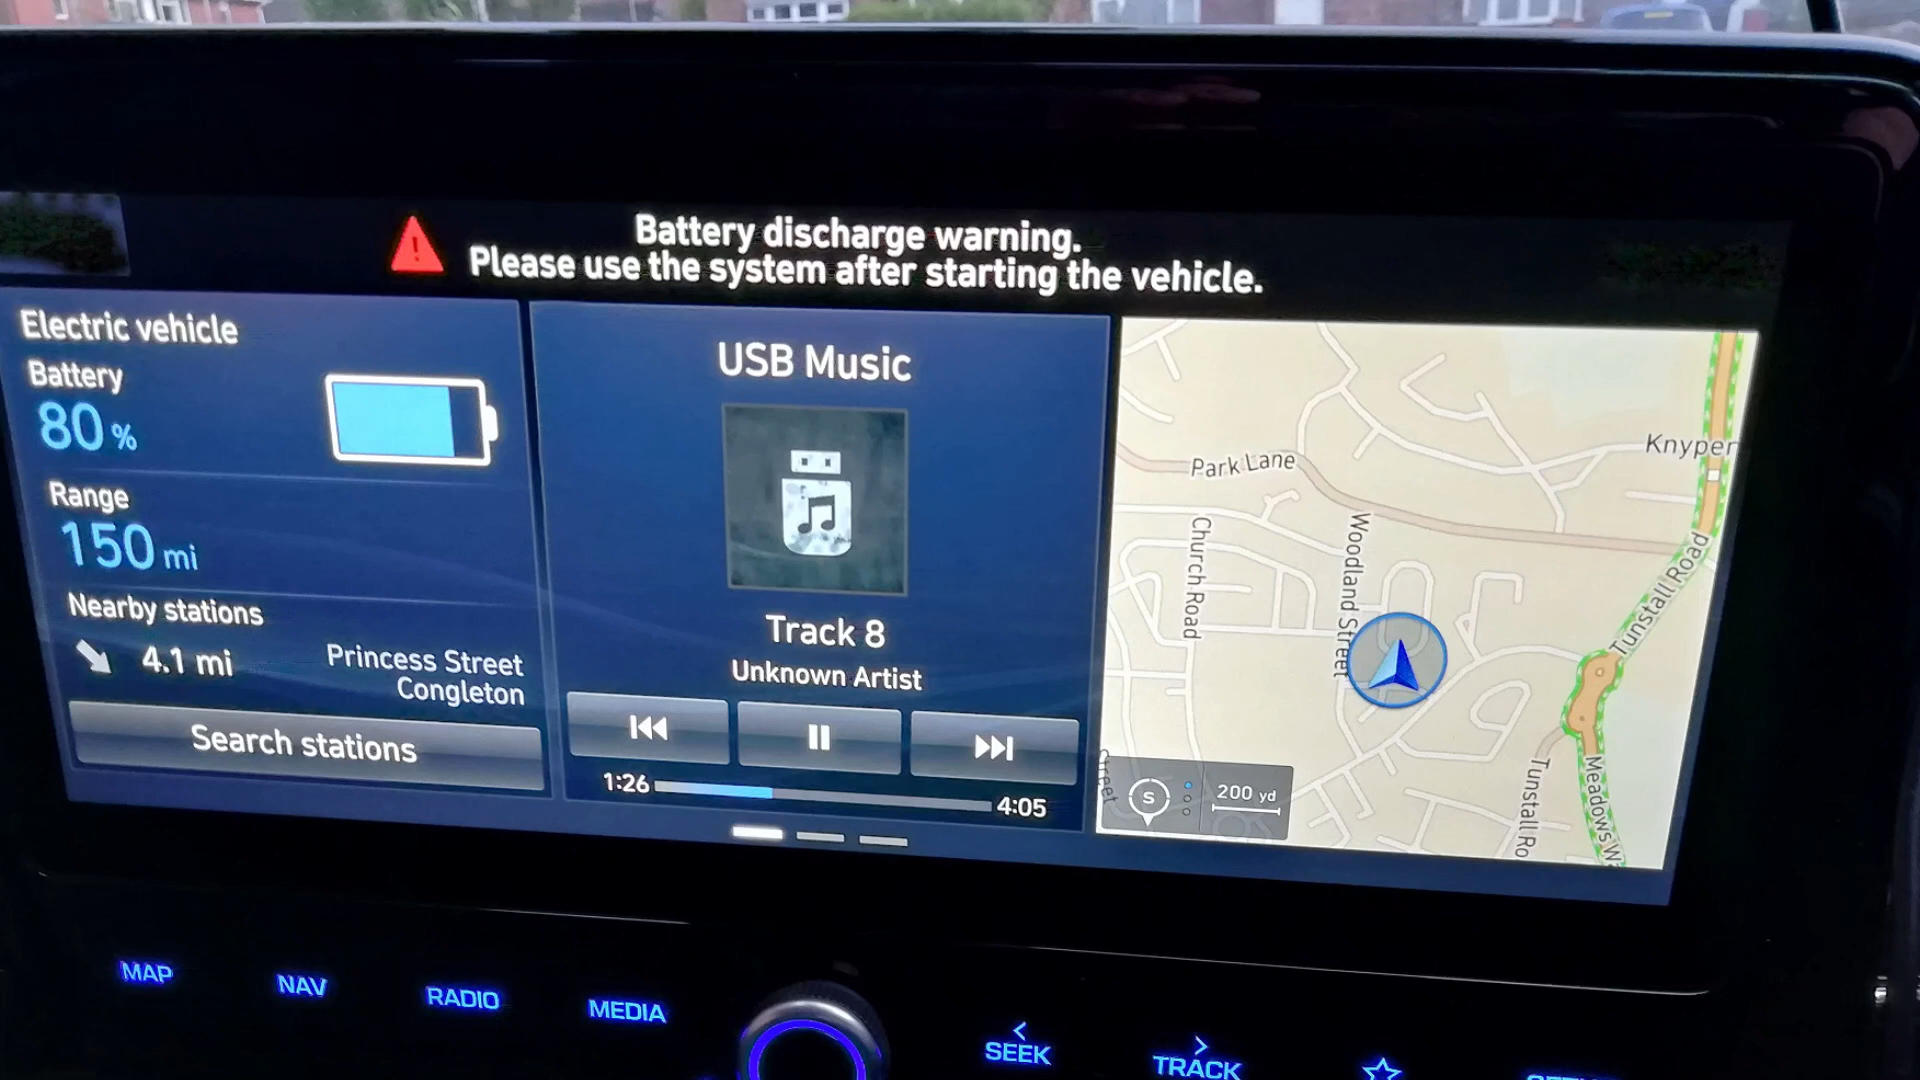 Battery discharge warning.
Please use the system after starting the vehicle.
Electric vehicle
Battery
80 %
Range
150 mi
Nearby stations
4.1 mi
Princess Street
Congleton
Search stations
USB Music
Track 8
Unknown Artist
1:26
4:05
Knyper
Park Lane
Church Road
Woodland Street
Tunstall Road
Tunstall Ro
Meadows W
Street
S
200 yd
MAP
NAV
RADIO
MEDIA
SEEK
TRACK